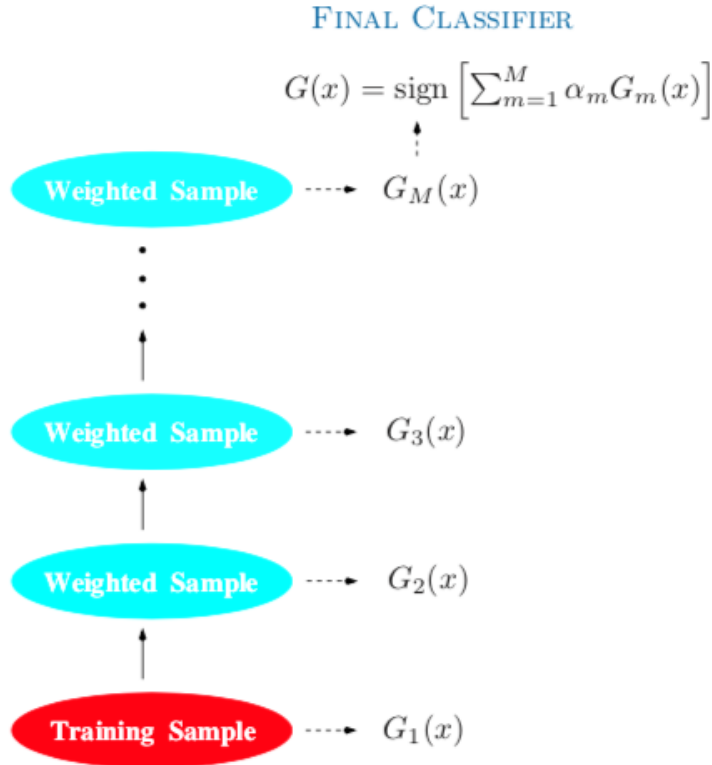 FINAL CLASSIFIER
G(x) = sign [∑_{m=1}^{M} α_m G_m(x)]
Weighted Sample G_M(x)
Weighted Sample G_3(x)
Weighted Sample G_2(x)
Training Sample G_1(x)